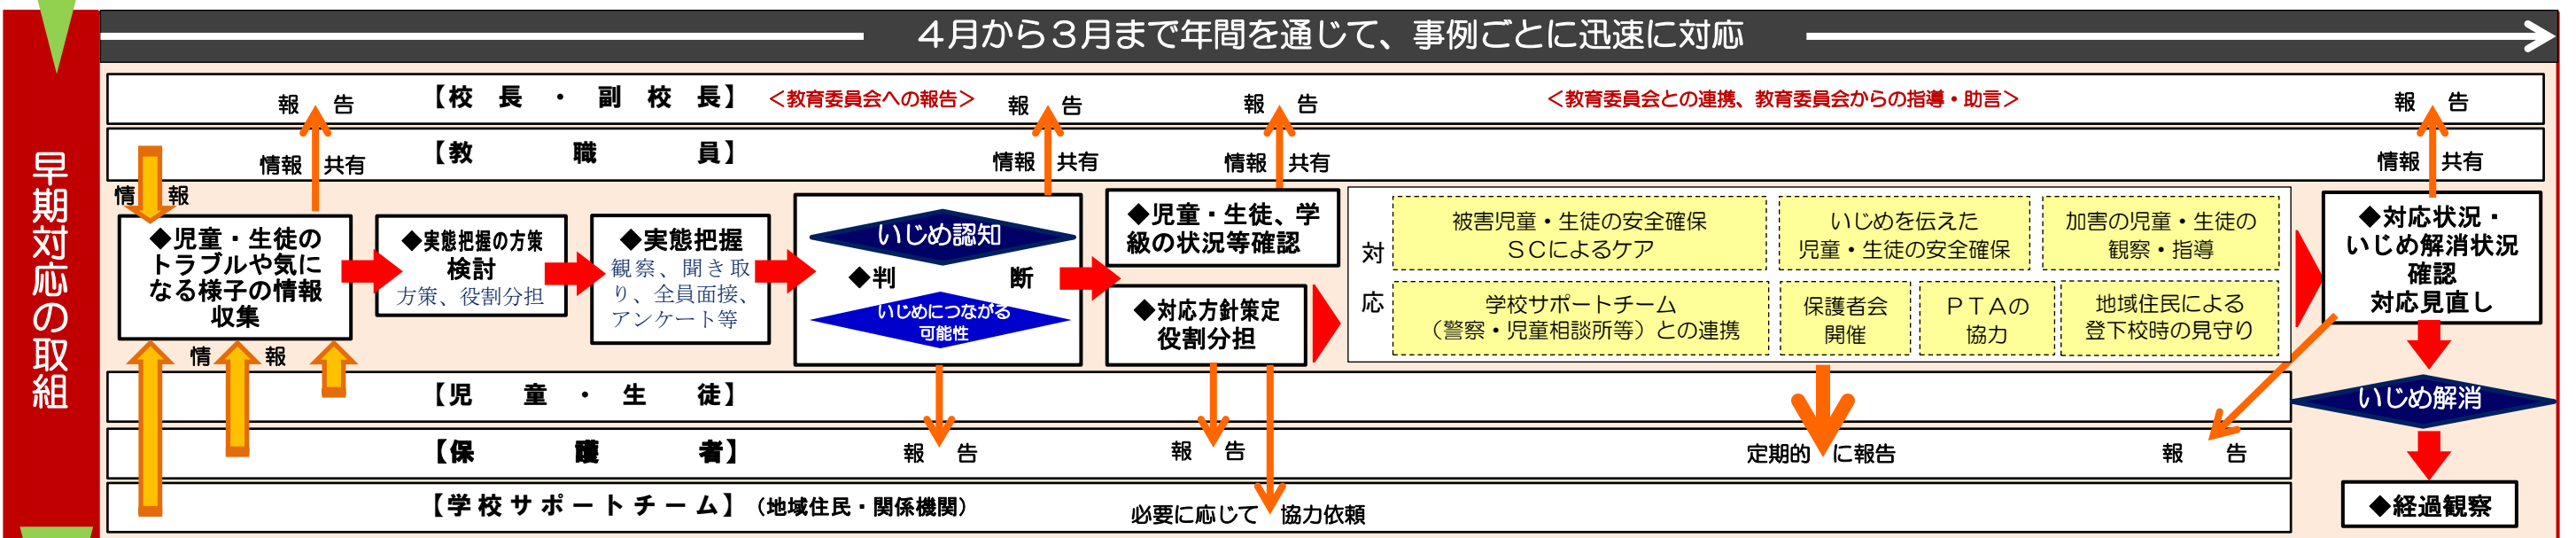 早期対応の取組
４月から３月まで年間を通じて、事例ごとに迅速に対応
【校長・副校長】
＜教育委員会への報告＞
＜教育委員会との連携、教育委員会からの指導・助言＞
報 告
報 告
報 告
報 告
【教職員】
情報 共有
情報 共有
情報 共有
情報 共有
情 報
◆児童・生徒の
トラブルや気に
なる様子の情報
収集
◆実態把握の方策
検討
方策、役割分担
◆実態把握
観察、聞き取
り、全員面接、
アンケート等
いじめ認知
◆判 断
いじめにつながる
可能性
◆児童・生徒、学
級の状況等確認
◆対応方針策定
役割分担
対
応
被害児童・生徒の安全確保
ＳＣによるケア
いじめを伝えた
児童・生徒の安全確保
加害の児童・生徒の
観察・指導
学校サポートチーム
（警察・児童相談所等）との連携
保護者会
開催
ＰＴＡの
協力
地域住民による
登下校時の見守り
◆対応状況・
いじめ解消状況
確認
対応見直し
情 報
【児童・生徒】
いじめ解消
【保護者】
報 告
報 告
定期的 に報告
報 告
【学校サポートチーム】（地域住民・関係機関）
必要に応じて 協力依頼
◆経過観察